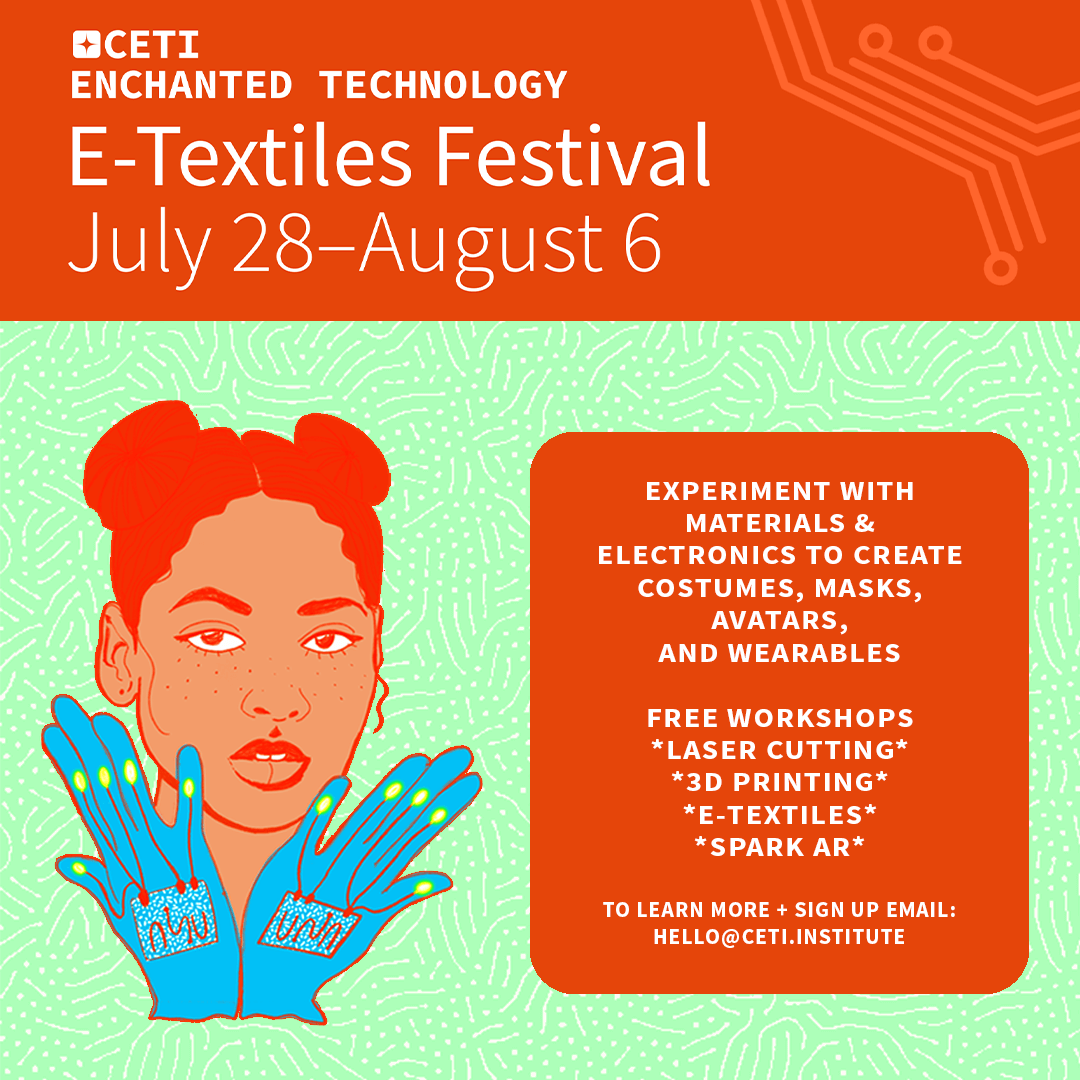 CETI
ENCHANTED TECHNOLOGY
E-Textiles Festival
July 28–August 6
EXPERIMENT WITH
MATERIALS &
ELECTRONICS TO CREATE
COSTUMES, MASKS,
AVATARS,
AND WEARABLES
FREE WORKSHOPS
*LASER CUTTING*
*3D PRINTING*
*E-TEXTILES*
*SPARK AR*
TO LEARN MORE + SIGN UP EMAIL:
HELLO@CETI.INSTITUTE